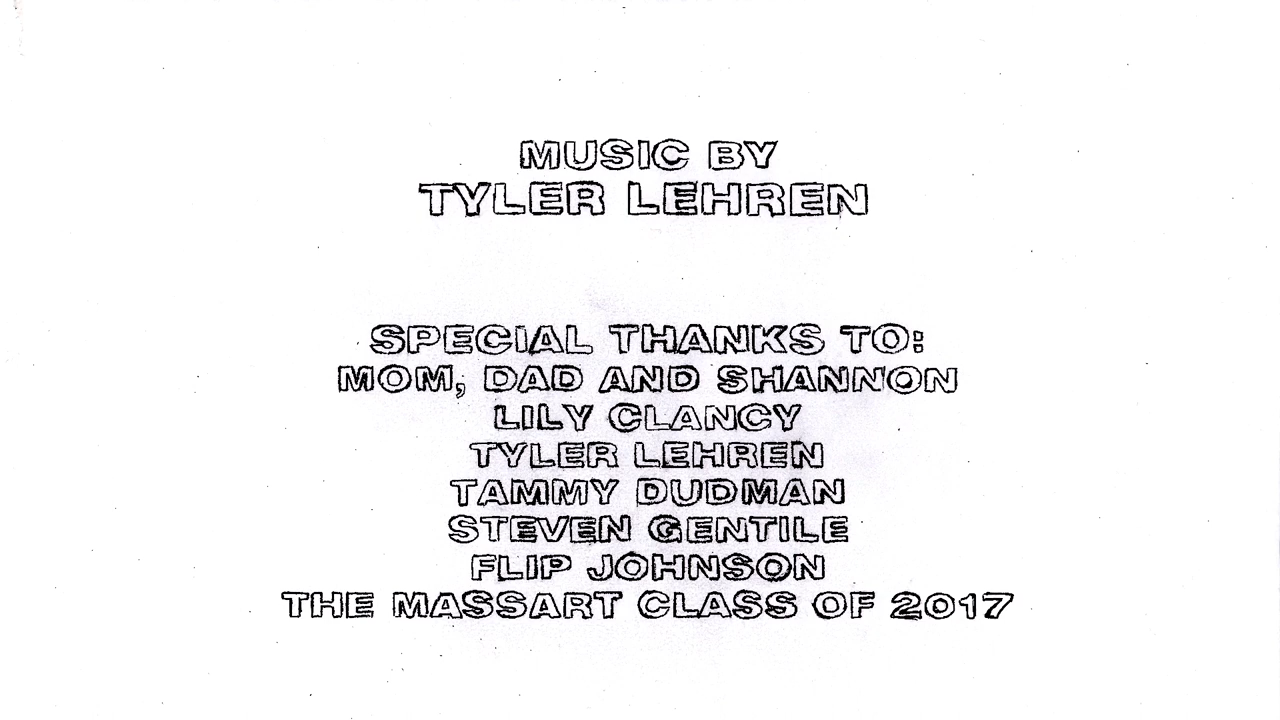 MUSIC BY
TYLER LEHREN
SPECIAL THANKS TO:
MOM, DAD AND SHANNON
LILY CLANCY
TYLER LEHREN
TAMMY DUDMAN
STEVEN GENTILE
FLIP JOHNSON
THE MASSART CLASS OF 2017